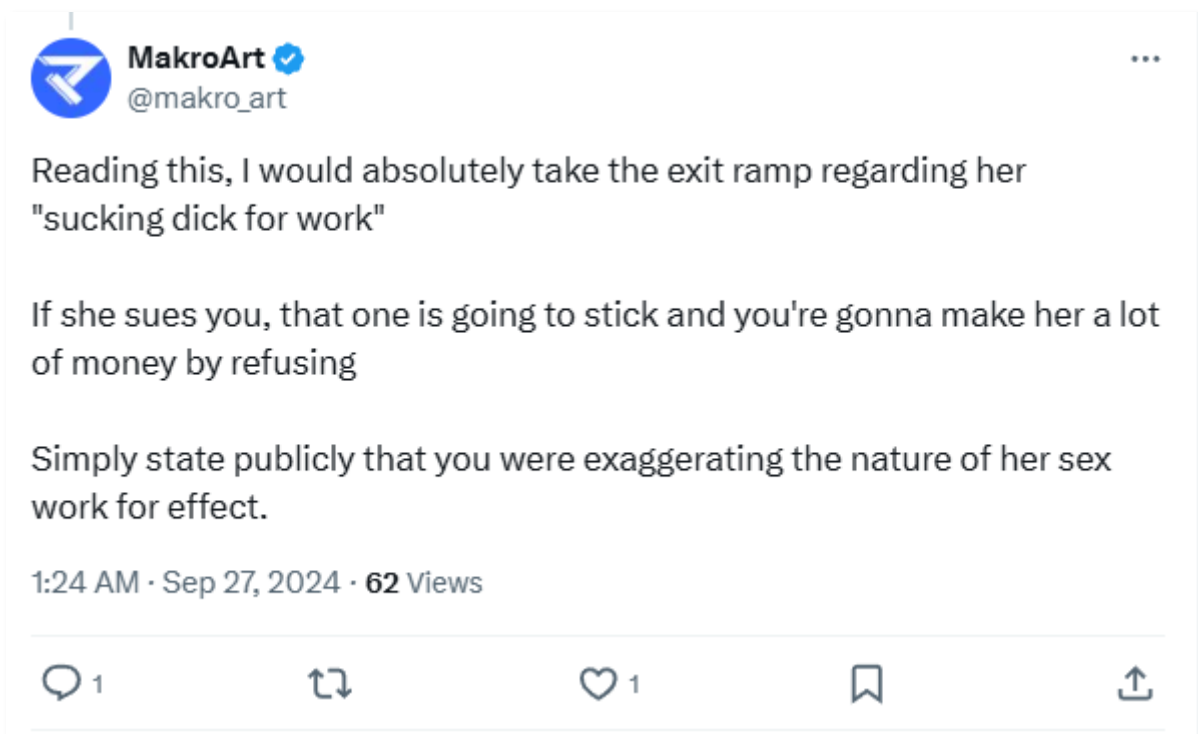 MakroArt
@makro_art
Reading this, I would absolutely take the exit ramp regarding her
"sucking dick for work"
If she sues you, that one is going to stick and you're gonna make her a lot
of money by refusing
Simply state publicly that you were exaggerating the nature of her sex
work for effect.
1:24 AM · Sep 27, 2024 · 62 Views
1 1